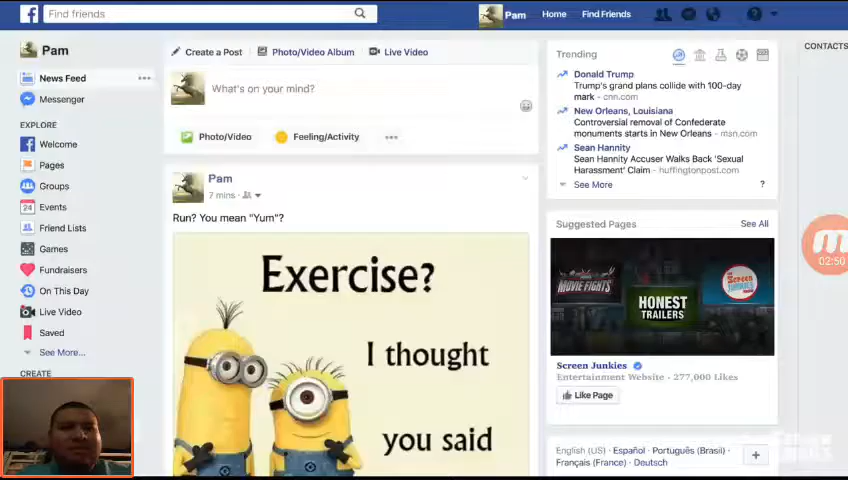 Find friends
Pam
Home
Find Friends
Pam
News Feed
Messenger
EXPLORE
Welcome
Pages
Groups
24
Events
Friend Lists
Games
Fundraisers
On This Day
Live Video
Saved
See More...
CREATE
Create a Post
Photo/Video Album
Live Video
What's on your mind?
Photo/Video
Feeling/Activity
Pam
7 mins
Run? You mean "Yum"?
Exercise?
I thought
you said
Trending
Donald Trump
Trump's grand plans collide with 100-day
mark - cnn.com
New Orleans, Louisiana
Controversial removal of Confederate
monuments starts in New Orleans - msn.com
Sean Hannity
Sean Hannity Accuser Walks Back 'Sexual
Harassment' Claim - huffingtonpost.com
See More
?
Suggested Pages
See All
MOVIE FIGHTS
HONEST
TRAILERS
SCREEN
JUNKIES
Screen Junkies
Entertainment Website · 277,000 Likes
Like Page
English (US) · Español · Português (Brasil) ·
Français (France) · Deutsch
CONTACTS
02:50